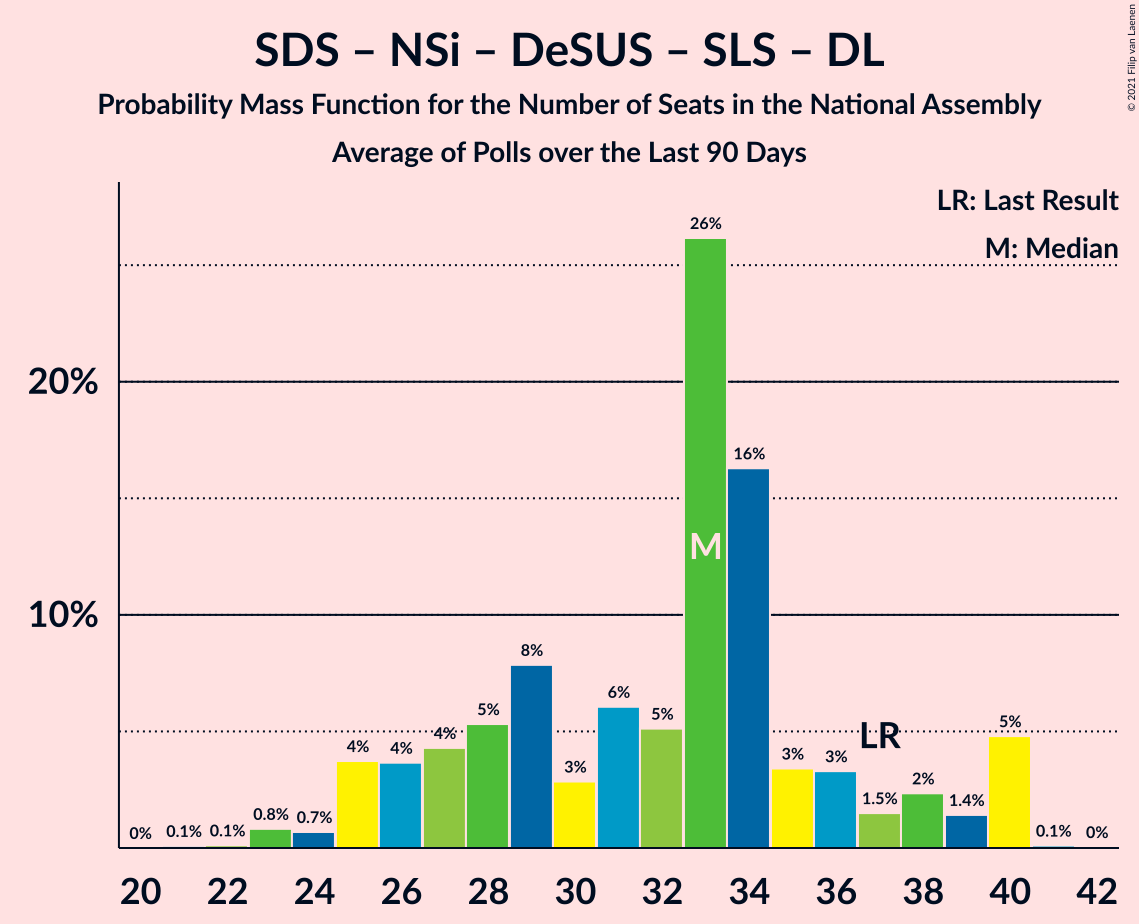 SDS – NSi – DeSUS – SLS – DL
Probability Mass Function for the Number of Seats in the National Assembly
Average of Polls over the Last 90 Days
© 2021 Filip van Laenen
LR: Last Result
M: Median
20%
10%
0%
0.1%
0.1%
0.8%
0.7%
4%
4%
4%
5%
8%
3%
6%
5%
26%
16%
3%
3%
1.5%
2%
1.4%
5%
0.1%
0%
M
LR
20 22 24 26 28 30 32 34 36 38 40 42